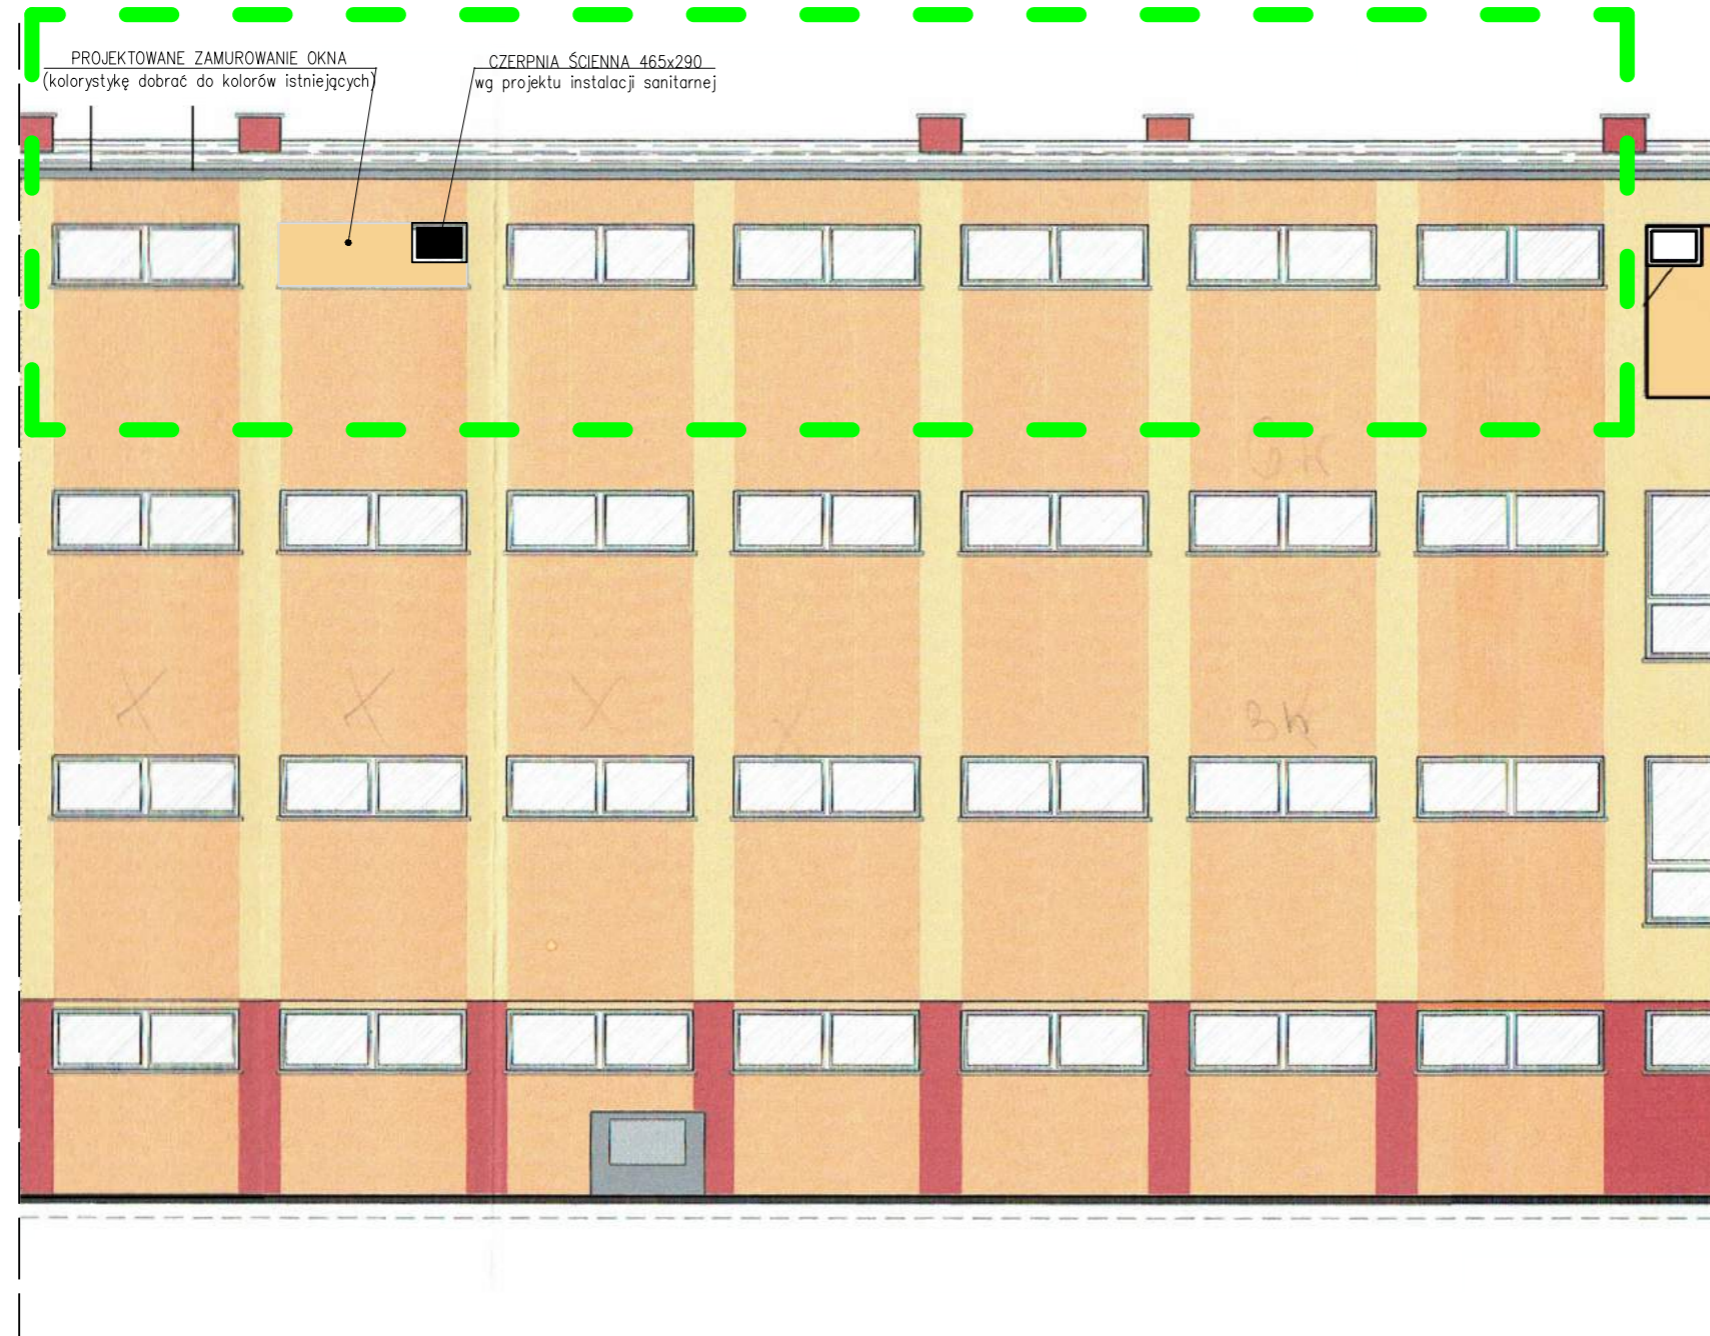 PROJEKTOWANE ZAMUROWANIE OKNA
(kolorystykę dobrać do kolorów istniejących)
CZERPNIA ŚCIENNA 465x290
wg projektu instalacji sanitarnej